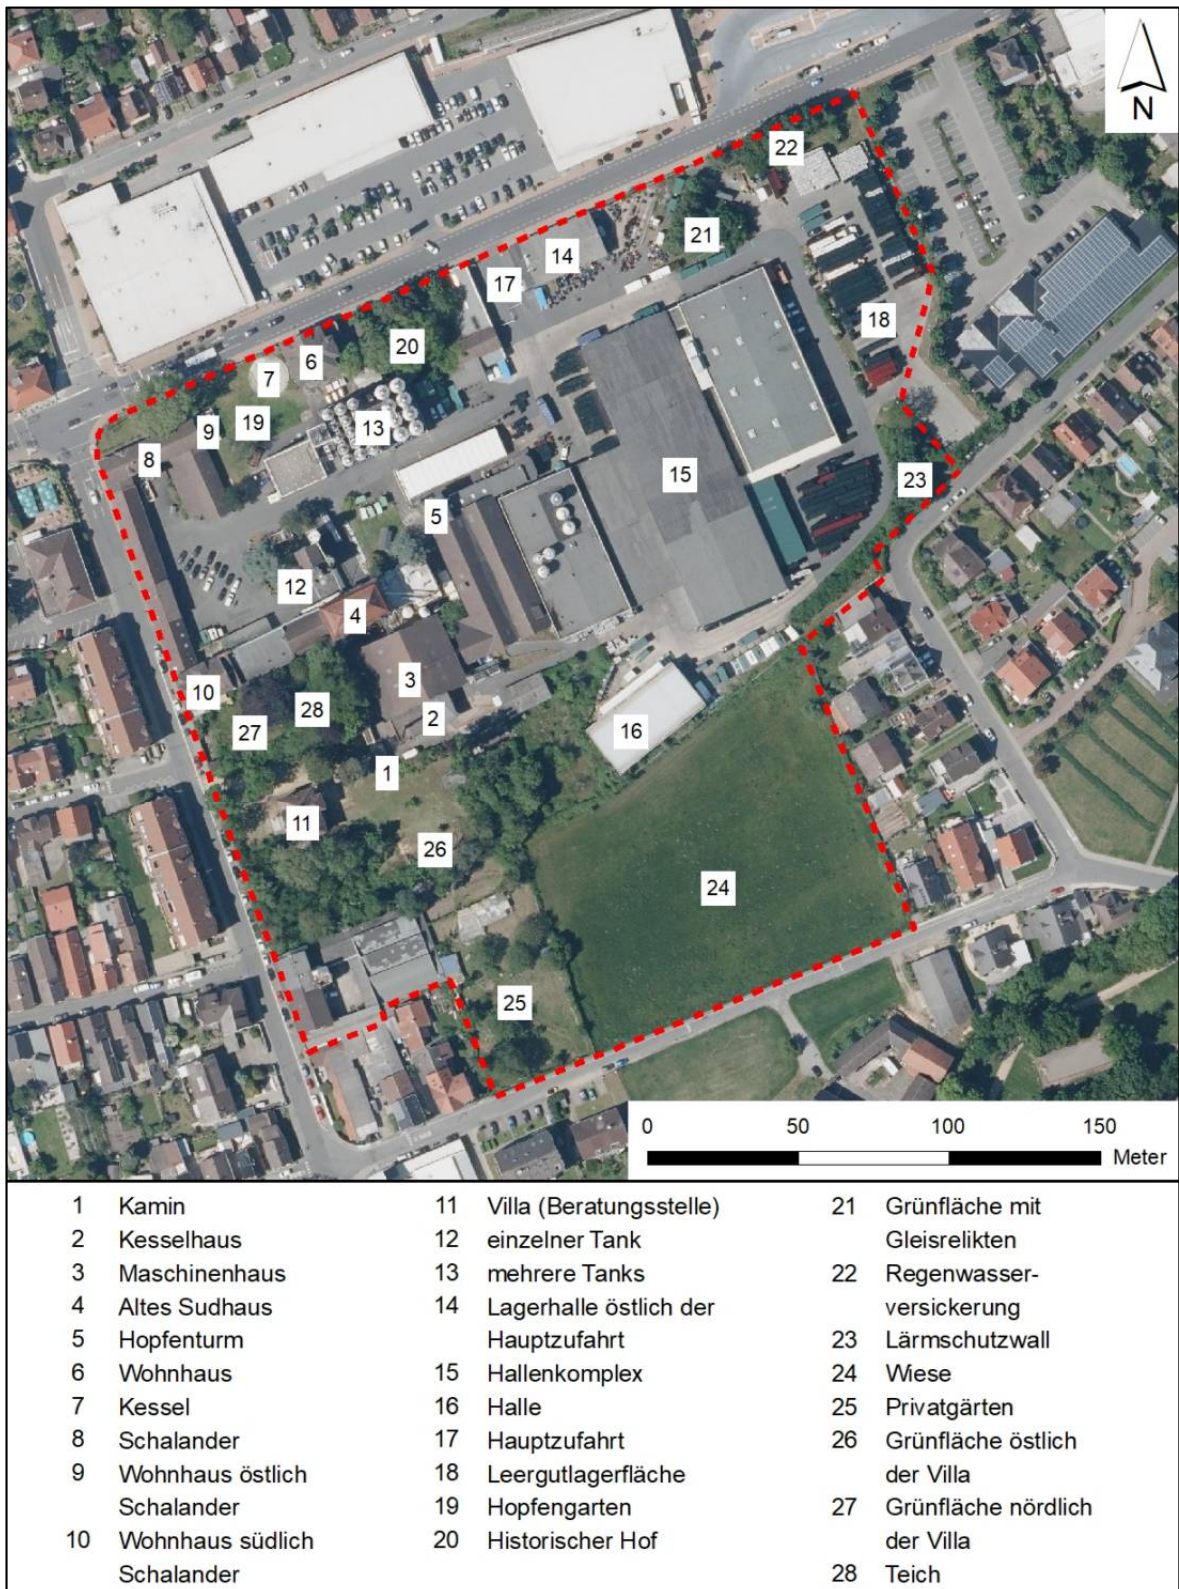 N
22
21
14
17
18
20
6
7
19
9
13
8
15
23
5
12
4
3
10
28
2
27
16
1
11
26
24
25
0 50 100 150
Meter
1 Kamin
2 Kesselhaus
3 Maschinenhaus
4 Altes Sudhaus
5 Hopfenturm
6 Wohnhaus
7 Kessel
8 Schalander
9 Wohnhaus östlich
Schalander
10 Wohnhaus südlich
Schalander
11 Villa (Beratungsstelle)
12 einzelner Tank
13 mehrere Tanks
14 Lagerhalle östlich der
Hauptzufahrt
15 Hallenkomplex
16 Halle
17 Hauptzufahrt
18 Leergutlagerfläche
19 Hopfengarten
20 Historischer Hof
21 Grünfläche mit
Gleisrelikten
22 Regenwasser-
versickerung
23 Lärmschutzwall
24 Wiese
25 Privatgärten
26 Grünfläche östlich
der Villa
27 Grünfläche nördlich
der Villa
28 Teich